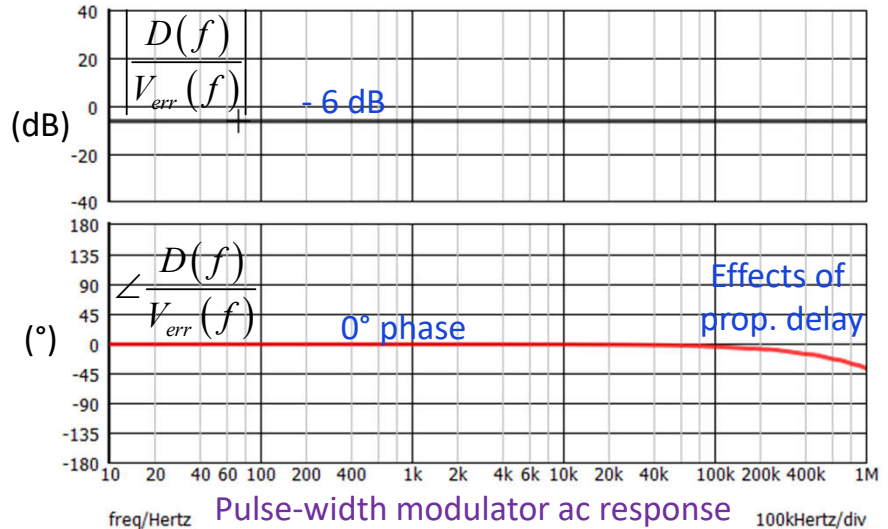 40
20
0
-20
-40
(dB)
|D(f)/V_err(f)|
- 6 dB
180
135
90
45
0
-45
-90
-135
-180
(°)
∠D(f)/V_err(f)
0° phase
Effects of
prop. delay
10 20 40 60 100 200 400 1k 2k 4k 6k 10k 20k 40k 100k 200k 400k 1M
freq/Hertz Pulse-width modulator ac response 100kHertz/div